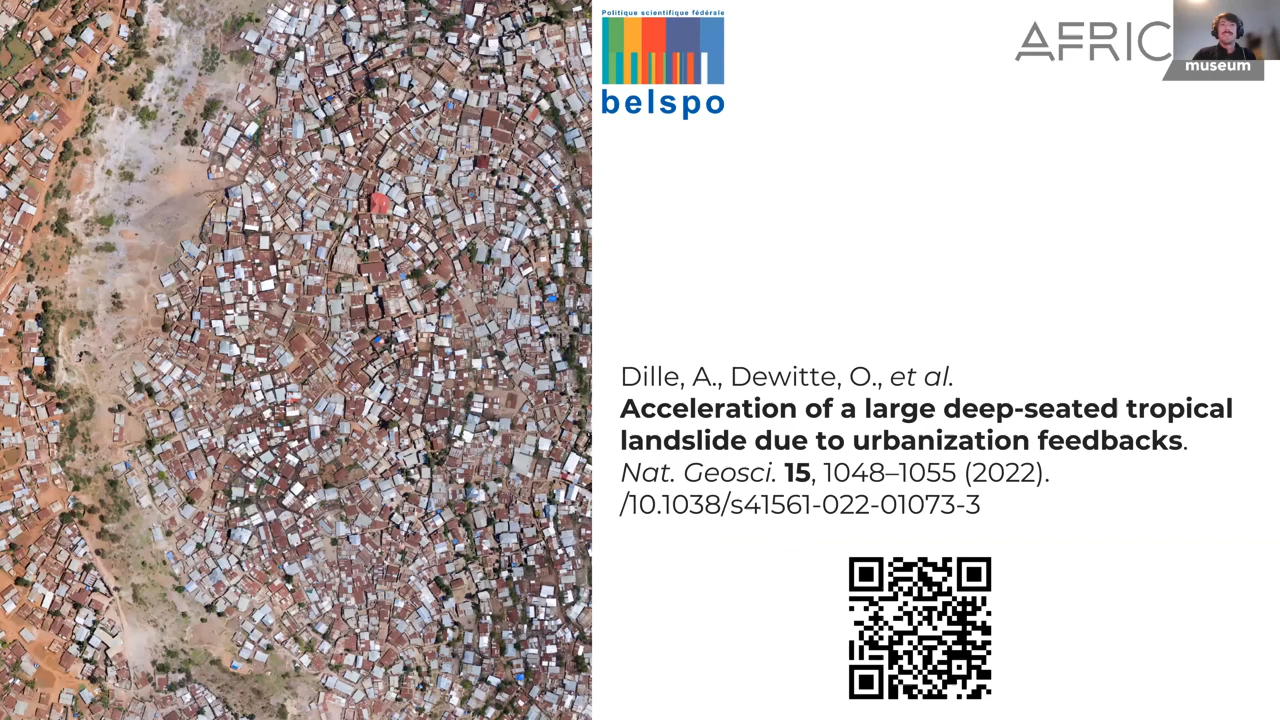 Politique scientifique fédérale
belspo
AFRIC
museum
Dille, A., Dewitte, O., et al.
Acceleration of a large deep-seated tropical
landslide due to urbanization feedbacks.
Nat. Geosci. 15, 1048–1055 (2022).
/10.1038/s41561-022-01073-3